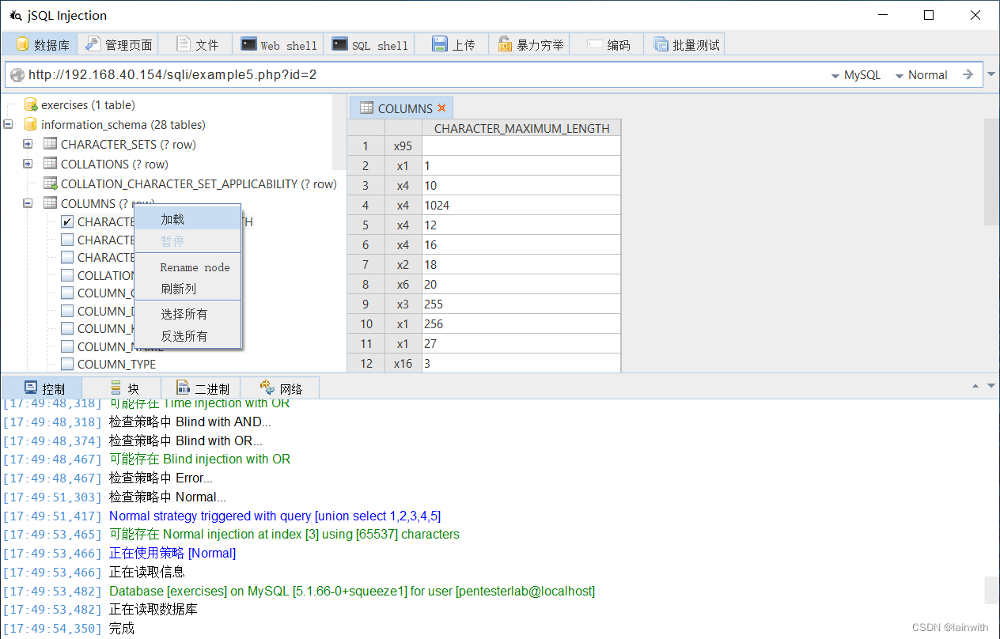 jSQL Injection
数据库 管理页面 文件 Web shell SQL shell 上传 暴力穷举 编码 批量测试
http://192.168.40.154/sqli/example5.php?id=2 MySQL Normal
exercises (1 table)
information_schema (28 tables)
CHARACTER_SETS (? row)
COLLATIONS (? row)
COLLATION_CHARACTER_SET_APPLICABILITY (? row)
COLUMNS (? row)
CHARACTE
CHARACTE
CHARACTE
COLLATION
COLUMN_
COLUMN_
COLUMN_
COLUMN_NAME
COLUMN_TYPE
加载
暂停
Rename node
刷新列
选择所有
反选所有
COLUMNS
CHARACTER_MAXIMUM_LENGTH
1 x95
2 x1 1
3 x4 10
4 x4 1024
5 x4 12
6 x4 16
7 x2 18
8 x6 20
9 x3 255
10 x1 256
11 x1 27
12 x16 3
控制 块 二进制 网络
[17:49:48,318] 可能存在 Time injection with OR
[17:49:48,318] 检查策略中 Blind with AND...
[17:49:48,374] 检查策略中 Blind with OR...
[17:49:48,467] 可能存在 Blind injection with OR
[17:49:48,467] 检查策略中 Error...
[17:49:51,303] 检查策略中 Normal...
[17:49:51,417] Normal strategy triggered with query [union select 1,2,3,4,5]
[17:49:53,465] 可能存在 Normal injection at index [3] using [65537] characters
[17:49:53,466] 正在使用策略 [Normal]
[17:49:53,466] 正在读取信息
[17:49:53,482] Database [exercises] on MySQL [5.1.66-0+squeeze1] for user [pentesterlab@localhost]
[17:49:53,482] 正在读取数据库
[17:49:54,350] 完成
CSDN @lainwith